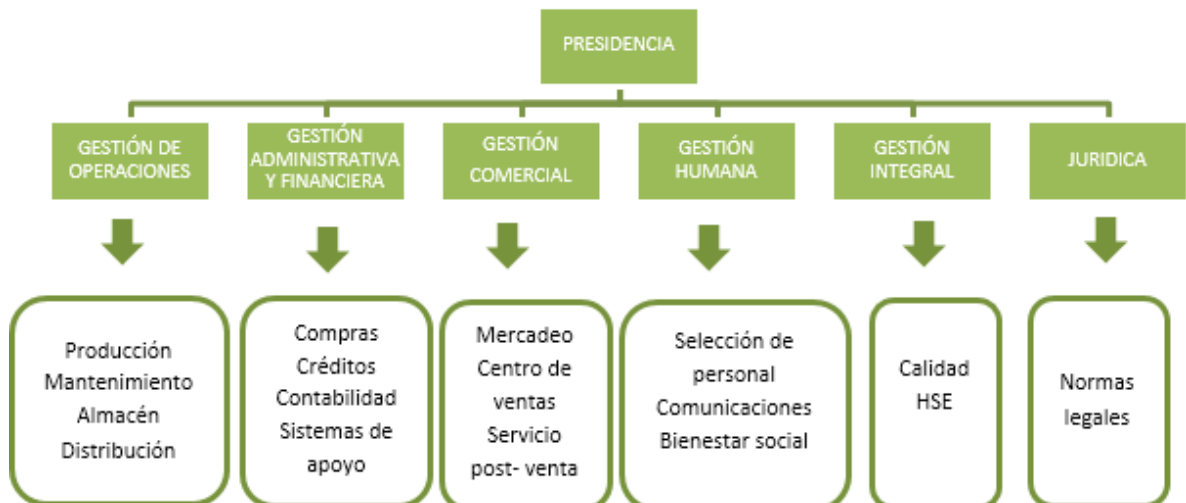 PRESIDENCIA
GESTIÓN DE
OPERACIONES
GESTIÓN
ADMINISTRATIVA
Y FINANCIERA
GESTIÓN
COMERCIAL
GESTIÓN
HUMANA
GESTIÓN
INTEGRAL
JURIDICA
Producción
Mantenimiento
Almacén
Distribución
Compras
Créditos
Contabilidad
Sistemas de
apoyo
Mercadeo
Centro de
ventas
Servicio
post- venta
Selección de
personal
Comunicaciones
Bienestar social
Calidad
HSE
Normas
legales